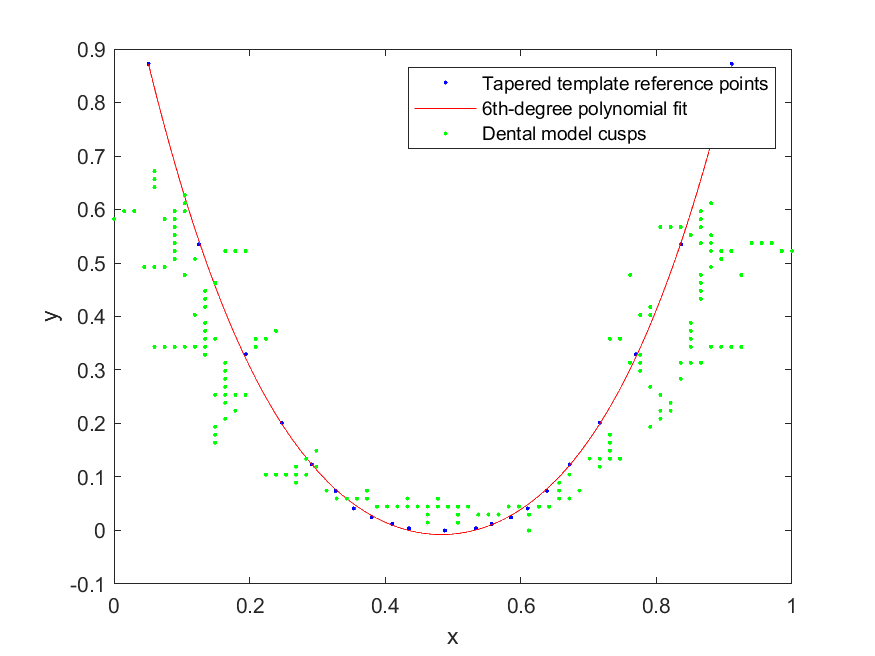 0.9
0.8
0.7
0.6
0.5
0.4
0.3
0.2
0.1
0
-0.1
y
Tapered template reference points
6th-degree polynomial fit
Dental model cusps
0 0.2 0.4 0.6 0.8 1
x